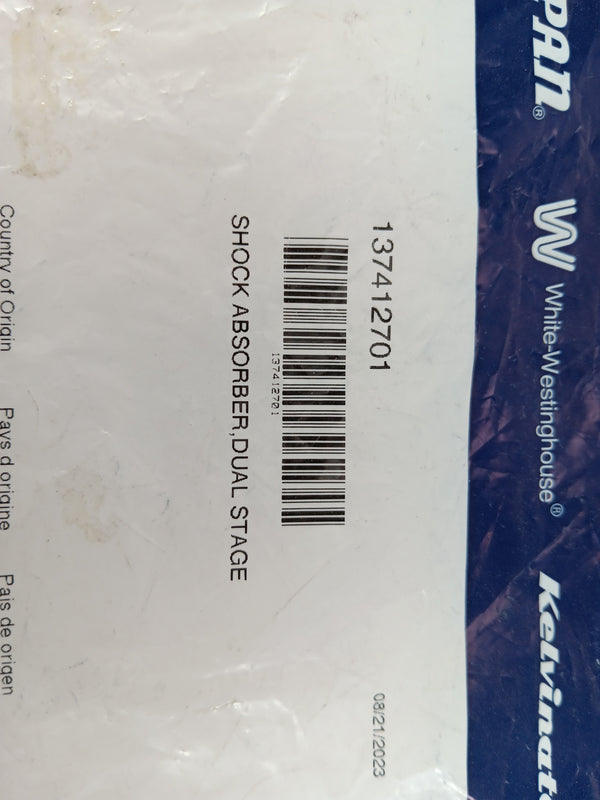 PAN®
White-Westinghouse®
Kelvinat
137412701
137412701
SHOCK ABSORBER,DUAL STAGE
08/21/2023
Country of Origin Pays d origine Pais de origen